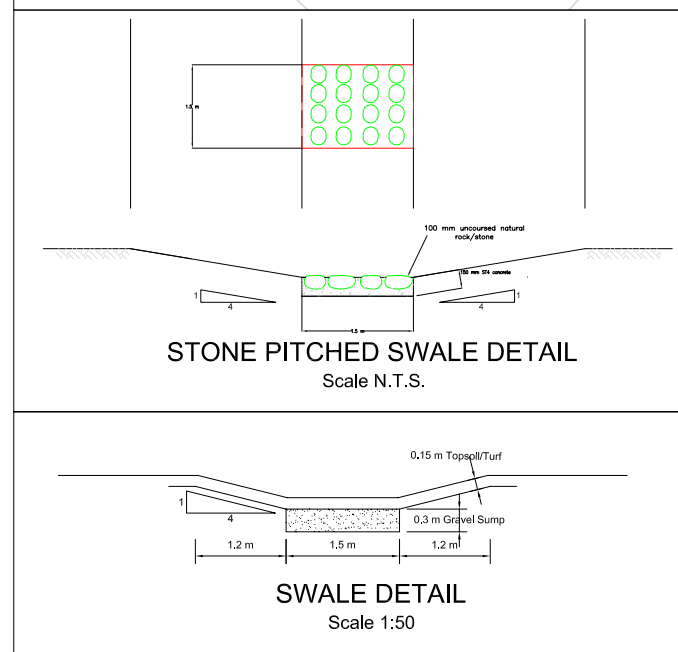 1.5 m
100 mm uncoursed natural
rock/stone
150 mm ST4 concrete
1
4
1
4
1.5 m
STONE PITCHED SWALE DETAIL
Scale N.T.S.
0.15 m Topsoil/Turf
1
4
0.3 m Gravel Sump
1.2 m
1.5 m
1.2 m
SWALE DETAIL
Scale 1:50